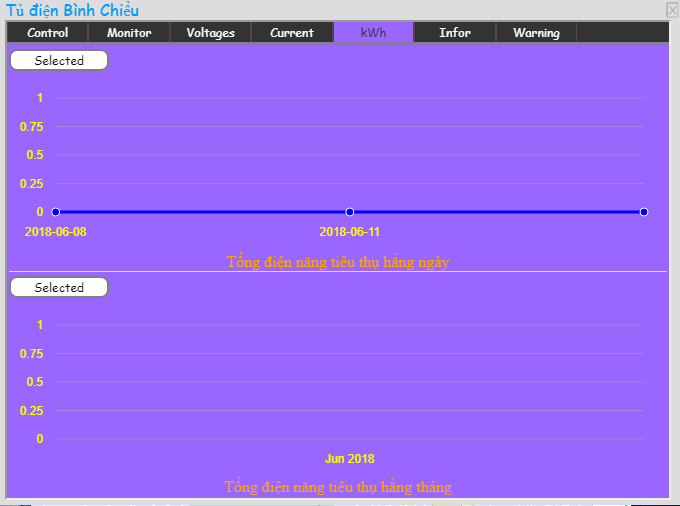 Tủ điện Bình Chiểu
Control Monitor Voltages Current kWh Infor Warning
Selected
1
0.75
0.5
0.25
0
2018-06-08 2018-06-11
Tổng điện năng tiêu thụ hằng ngày
Selected
1
0.75
0.5
0.25
0
Jun 2018
Tổng điện năng tiêu thụ hằng tháng